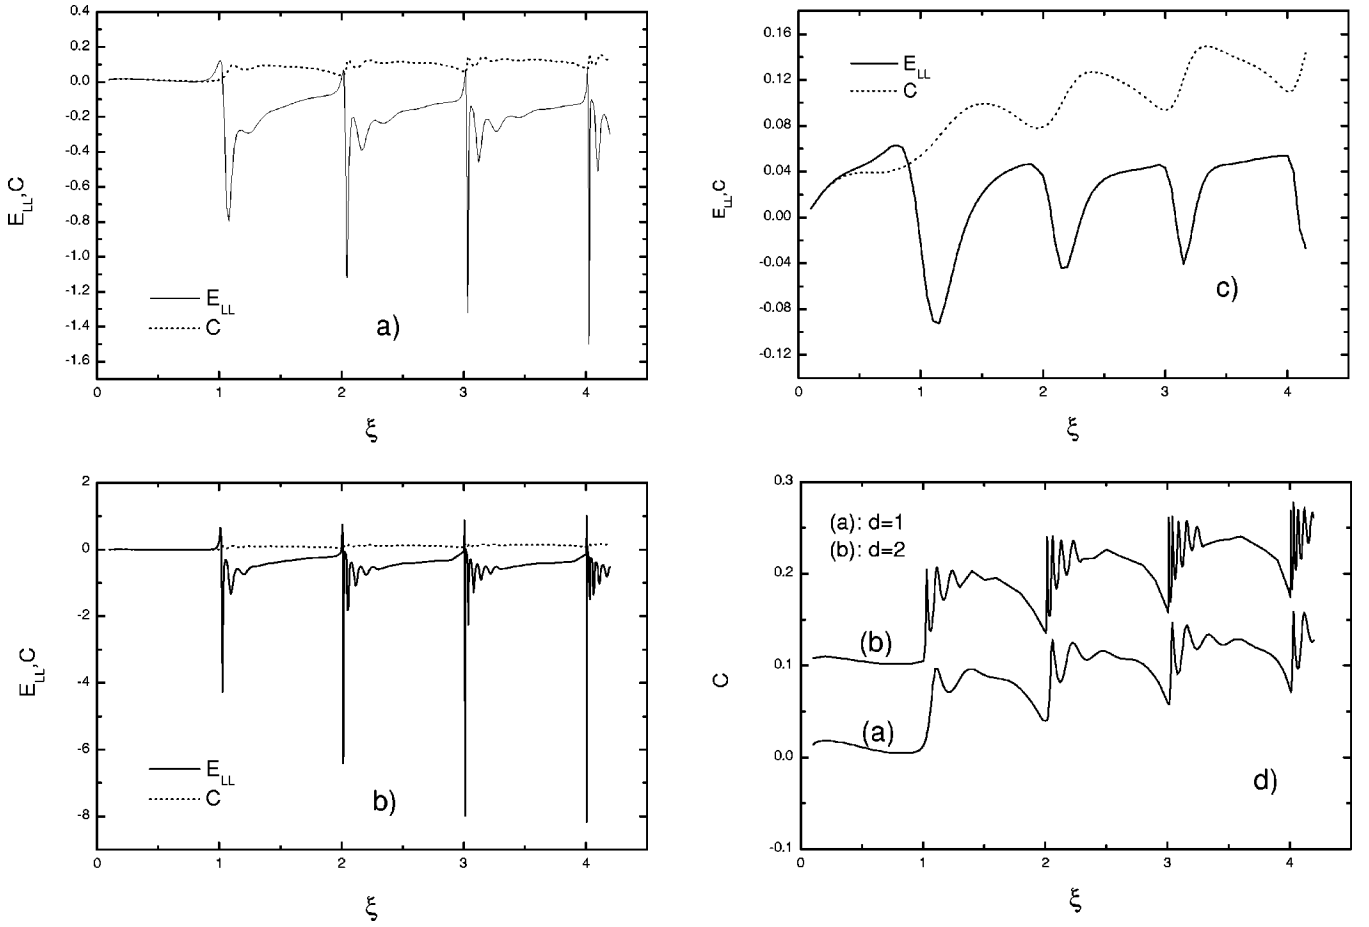 0.4
0.2
0.0
-0.2
-0.4
-0.6
-0.8
-1.0
-1.2
-1.4
-1.6
E_LL,C
E_LL
C
a)
0 1 2 3 4
ξ
0.16
0.12
0.08
0.04
0.00
-0.04
-0.08
-0.12
E_LL,C
E_LL
C
c)
0 1 2 3 4
ξ
2
0
-2
-4
-6
-8
E_LL,C
E_LL
C
b)
0 1 2 3 4
ξ
0.3
0.2
0.1
0.0
-0.1
C
(a): d=1
(b): d=2
(b)
(a)
d)
0 1 2 3 4
ξ